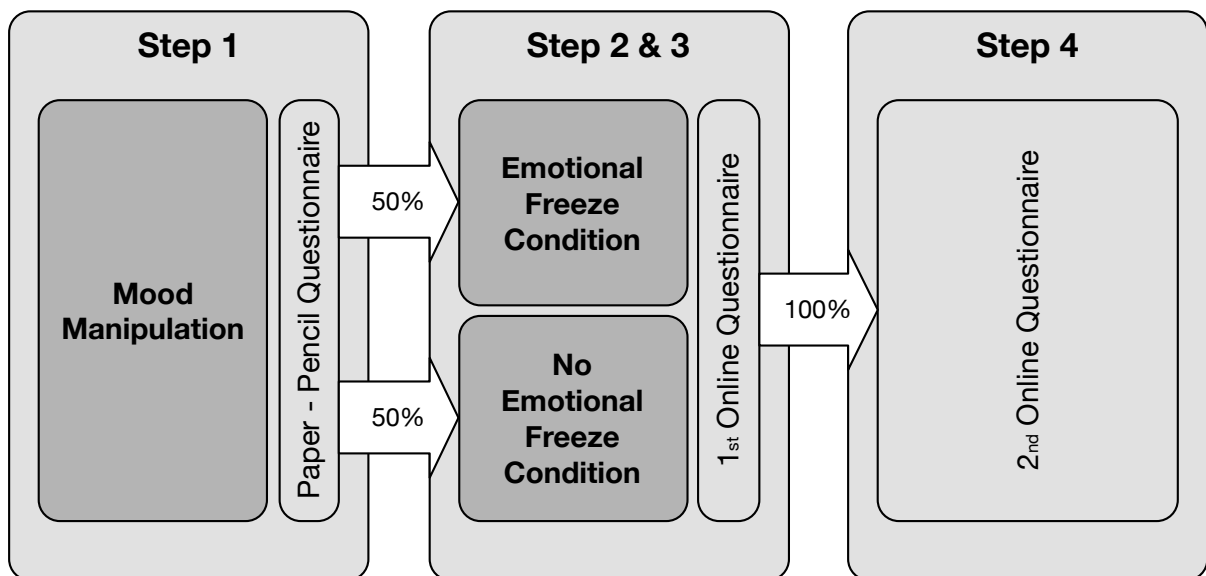 Step 1
Mood
Manipulation
Paper - Pencil Questionnaire
50%
50%
Step 2 & 3
Emotional
Freeze
Condition
No
Emotional
Freeze
Condition
1st Online Questionnaire
100%
Step 4
2nd Online Questionnaire